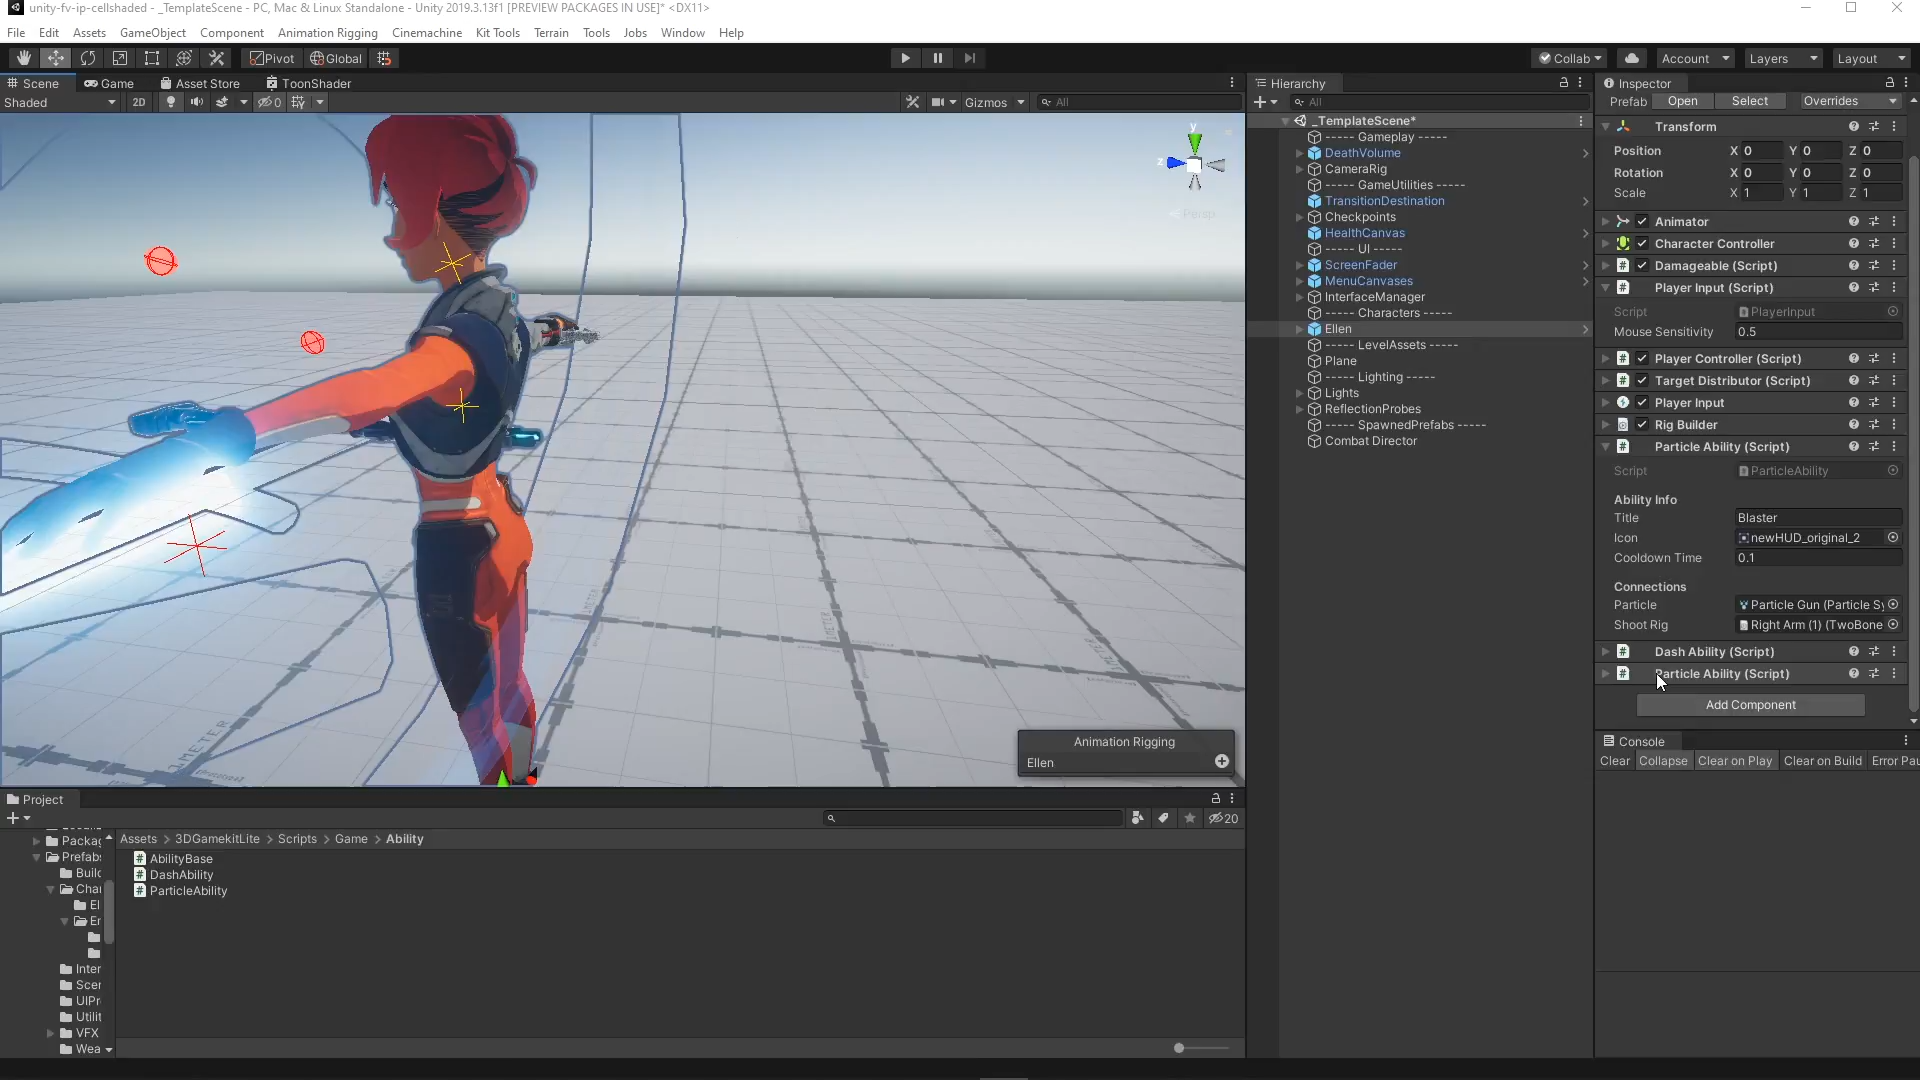 unity-fv-ip-cellshaded - _TemplateScene - PC, Mac & Linux Standalone - Unity 2019.3.13f1 [PREVIEW PACKAGES IN USE]* <DX11>
File Edit Assets GameObject Component Animation Rigging Cinemachine Kit Tools Terrain Tools Jobs Window Help
Pivot Global Collab Account Layers Layout
Scene Game Asset Store ToonShader
Shaded 2D 0 Gizmos All
y
z
Persp
1METER
Animation Rigging
Ellen
Hierarchy
All
_TemplateScene*
----- Gameplay -----
DeathVolume
CameraRig
----- GameUtilities -----
TransitionDestination
Checkpoints
HealthCanvas
----- UI -----
ScreenFader
MenuCanvases
InterfaceManager
----- Characters -----
Ellen
----- LevelAssets -----
Plane
----- Lighting -----
Lights
ReflectionProbes
----- SpawnedPrefabs -----
Combat Director
Inspector
Prefab Open Select Overrides
Transform
Position X 0 Y 0 Z 0
Rotation X 0 Y 0 Z 0
Scale X 1 Y 1 Z 1
Animator
Character Controller
Damageable (Script)
Player Input (Script)
Script PlayerInput
Mouse Sensitivity 0.5
Player Controller (Script)
Target Distributor (Script)
Player Input
Rig Builder
Particle Ability (Script)
Script ParticleAbility
Ability Info
Title Blaster
Icon newHUD_original_2
Cooldown Time 0.1
Connections
Particle Particle Gun (Particle Sy
Shoot Rig Right Arm (1) (TwoBone
Dash Ability (Script)
Particle Ability (Script)
Add Component
Console
Clear Collapse Clear on Play Clear on Build Error Pau
Project
20
Assets > 3DGamekitLite > Scripts > Game > Ability
AbilityBase
DashAbility
ParticleAbility
Packag
Prefabs
Build
Char
El
En
Inter
Scen
UIPr
Utilit
VFX
Wea